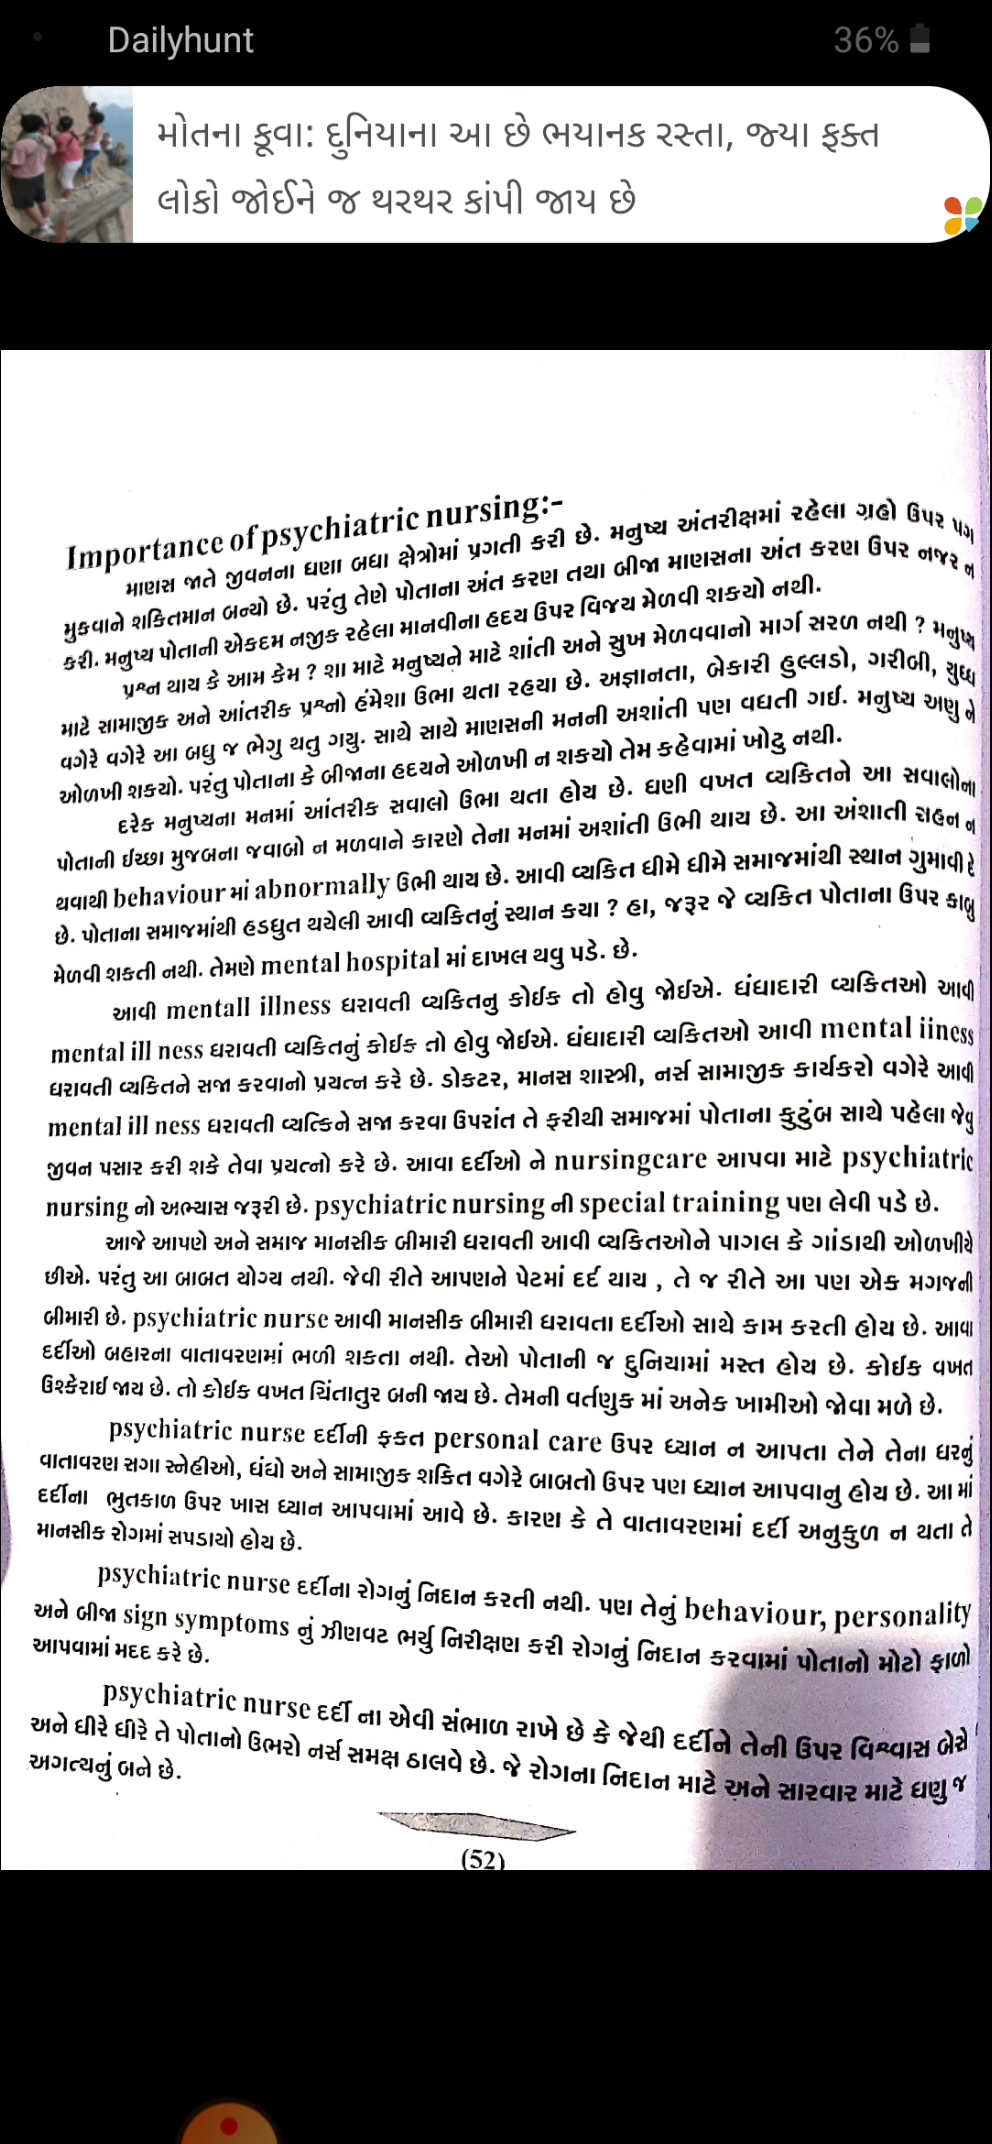 Dailyhunt
36%
મોતના કૂવા: દુનિયાના આ છે ભયાનક રસ્તા, જ્યા ફક્ત
લોકો જોઈને જ થરથર કાંપી જાય છે
Importance of psychiatric nursing:-
માણસ જાતે જીવનના ઘણા બધા ક્ષેત્રોમાં પ્રગતી કરી છે. મનુષ્ય અંતરીક્ષમાં રહેલા ગ્રહો ઉપર પગ
મુકવાને શકિતમાન બન્યો છે. પરંતુ તેણે પોતાના અંત કરણ તથા બીજા માણસના અંત કરણ ઉપર નજર ન
કરી. મનુષ્ય પોતાની એકદમ નજીક રહેલા માનવીના હદય ઉપર વિજય મેળવી શકયો નથી.
પ્રશ્ન થાય કે આમ કેમ ? શા માટે મનુષ્યને માટે શાંતી અને સુખ મેળવવાનો માર્ગ સરળ નથી ? મનુષ્ય
માટે સામાજીક અને આંતરીક પ્રશ્નો હંમેશા ઉભા થતા રહયા છે. અજ્ઞાનતા, બેકારી હુલ્લડો, ગરીબી, યુધ્ધ
વગેરે વગેરે આ બધુ જ ભેગુ થતુ ગયુ. સાથે સાથે માણસની મનની અશાંતી પણ વધતી ગઇ. મનુષ્ય અણુ ને
ઓળખી શકયો. પરંતુ પોતાના કે બીજાના હદયને ઓળખી ન શકયો તેમ કહેવામાં ખોટુ નથી.
દરેક મનુષ્યના મનમાં આંતરીક સવાલો ઉભા થતા હોય છે. ઘણી વખત વ્યકિતને આ સવાલોના
પોતાની ઈચ્છા મુજબના જવાબો ન મળવાને કારણે તેના મનમાં અશાંતી ઉભી થાય છે. આ અંશાતી સહન ન
થવાથી behaviour માં abnormally ઉભી થાય છે. આવી વ્યકિત ધીમે ધીમે સમાજમાંથી સ્થાન ગુમાવી દે
છે. પોતાના સમાજમાંથી હડધુત થયેલી આવી વ્યકિતનું સ્થાન કયા ? હા, જરૂર જે વ્યકિત પોતાના ઉપર કાબુ
મેળવી શકતી નથી. તેમણે mental hospital માં દાખલ થવુ પડે. છે.
આવી mentall illness ધરાવતી વ્યકિતનુ કોઈક તો હોવુ જોઈએ. ધંધાદારી વ્યકિતઓ આવી
mental ill ness ધરાવતી વ્યકિતનું કોઈક તો હોવુ જોઈએ. ધંધાદારી વ્યકિતઓ આવી mental iiness
ધરાવતી વ્યકિતને સજા કરવાનો પ્રયત્ન કરે છે. ડોકટર, માનસ શાસ્ત્રી, નર્સ સામાજીક કાર્યકરો વગેરે આવી
mental ill ness ધરાવતી વ્યત્કિને સજા કરવા ઉપરાંત તે ફરીથી સમાજમાં પોતાના કુટુંબ સાથે પહેલા જેવુ
જીવન પસાર કરી શકે તેવા પ્રયત્નો કરે છે. આવા દર્દીઓ ને nursingcare આપવા માટે psychiatric
nursing નો અભ્યાસ જરૂરી છે. psychiatric nursing ની special training પણ લેવી પડે છે.
આજે આપણે અને સમાજ માનસીક બીમારી ધરાવતી આવી વ્યકિતઓને પાગલ કે ગાંડાથી ઓળખીયે
છીએ. પરંતુ આ બાબત યોગ્ય નથી. જેવી રીતે આપણને પેટમાં દર્દ થાય , તે જ રીતે આ પણ એક મગજની
બીમારી છે. psychiatric nurse આવી માનસીક બીમારી ધરાવતા દર્દીઓ સાથે કામ કરતી હોય છે. આવા
દર્દીઓ બહારના વાતાવરણમાં ભળી શકતા નથી. તેઓ પોતાની જ દુનિયામાં મસ્ત હોય છે. કોઈક વખત
ઉશ્કેરાઈ જાય છે. તો કોઈક વખત ચિંતાતુર બની જાય છે. તેમની વર્તણુક માં અનેક ખામીઓ જોવા મળે છે.
psychiatric nurse દર્દીની ફકત personal care ઉપર ધ્યાન ન આપતા તેને તેના ઘરનું
વાતાવરણ સગા સ્નેહીઓ, ધંધો અને સામાજીક શકિત વગેરે બાબતો ઉપર પણ ધ્યાન આપવાનુ હોય છે. આ માં
દર્દીના ભુતકાળ ઉપર ખાસ ધ્યાન આપવામાં આવે છે. કારણ કે તે વાતાવરણમાં દર્દી અનુકુળ ન થતા તે
માનસીક રોગમાં સપડાયો હોય છે.
psychiatric nurse દર્દીના રોગનું નિદાન કરતી નથી. પણ તેનું behaviour, personality
અને બીજા sign symptoms નું ઝીણવટ ભર્યુ નિરીક્ષણ કરી રોગનું નિદાન કરવામાં પોતાનો મોટો ફાળો
આપવામાં મદદ કરે છે.
psychiatric nurse દર્દી ના એવી સંભાળ રાખે છે કે જેથી દર્દીને તેની ઉપર વિશ્વાસ બેસે
અને ધીરે ધીરે તે પોતાનો ઉભરો નર્સ સમક્ષ ઠાલવે છે. જે રોગના નિદાન માટે અને સારવાર માટે ઘણુ જ
અગત્યનું બને છે.
(52)